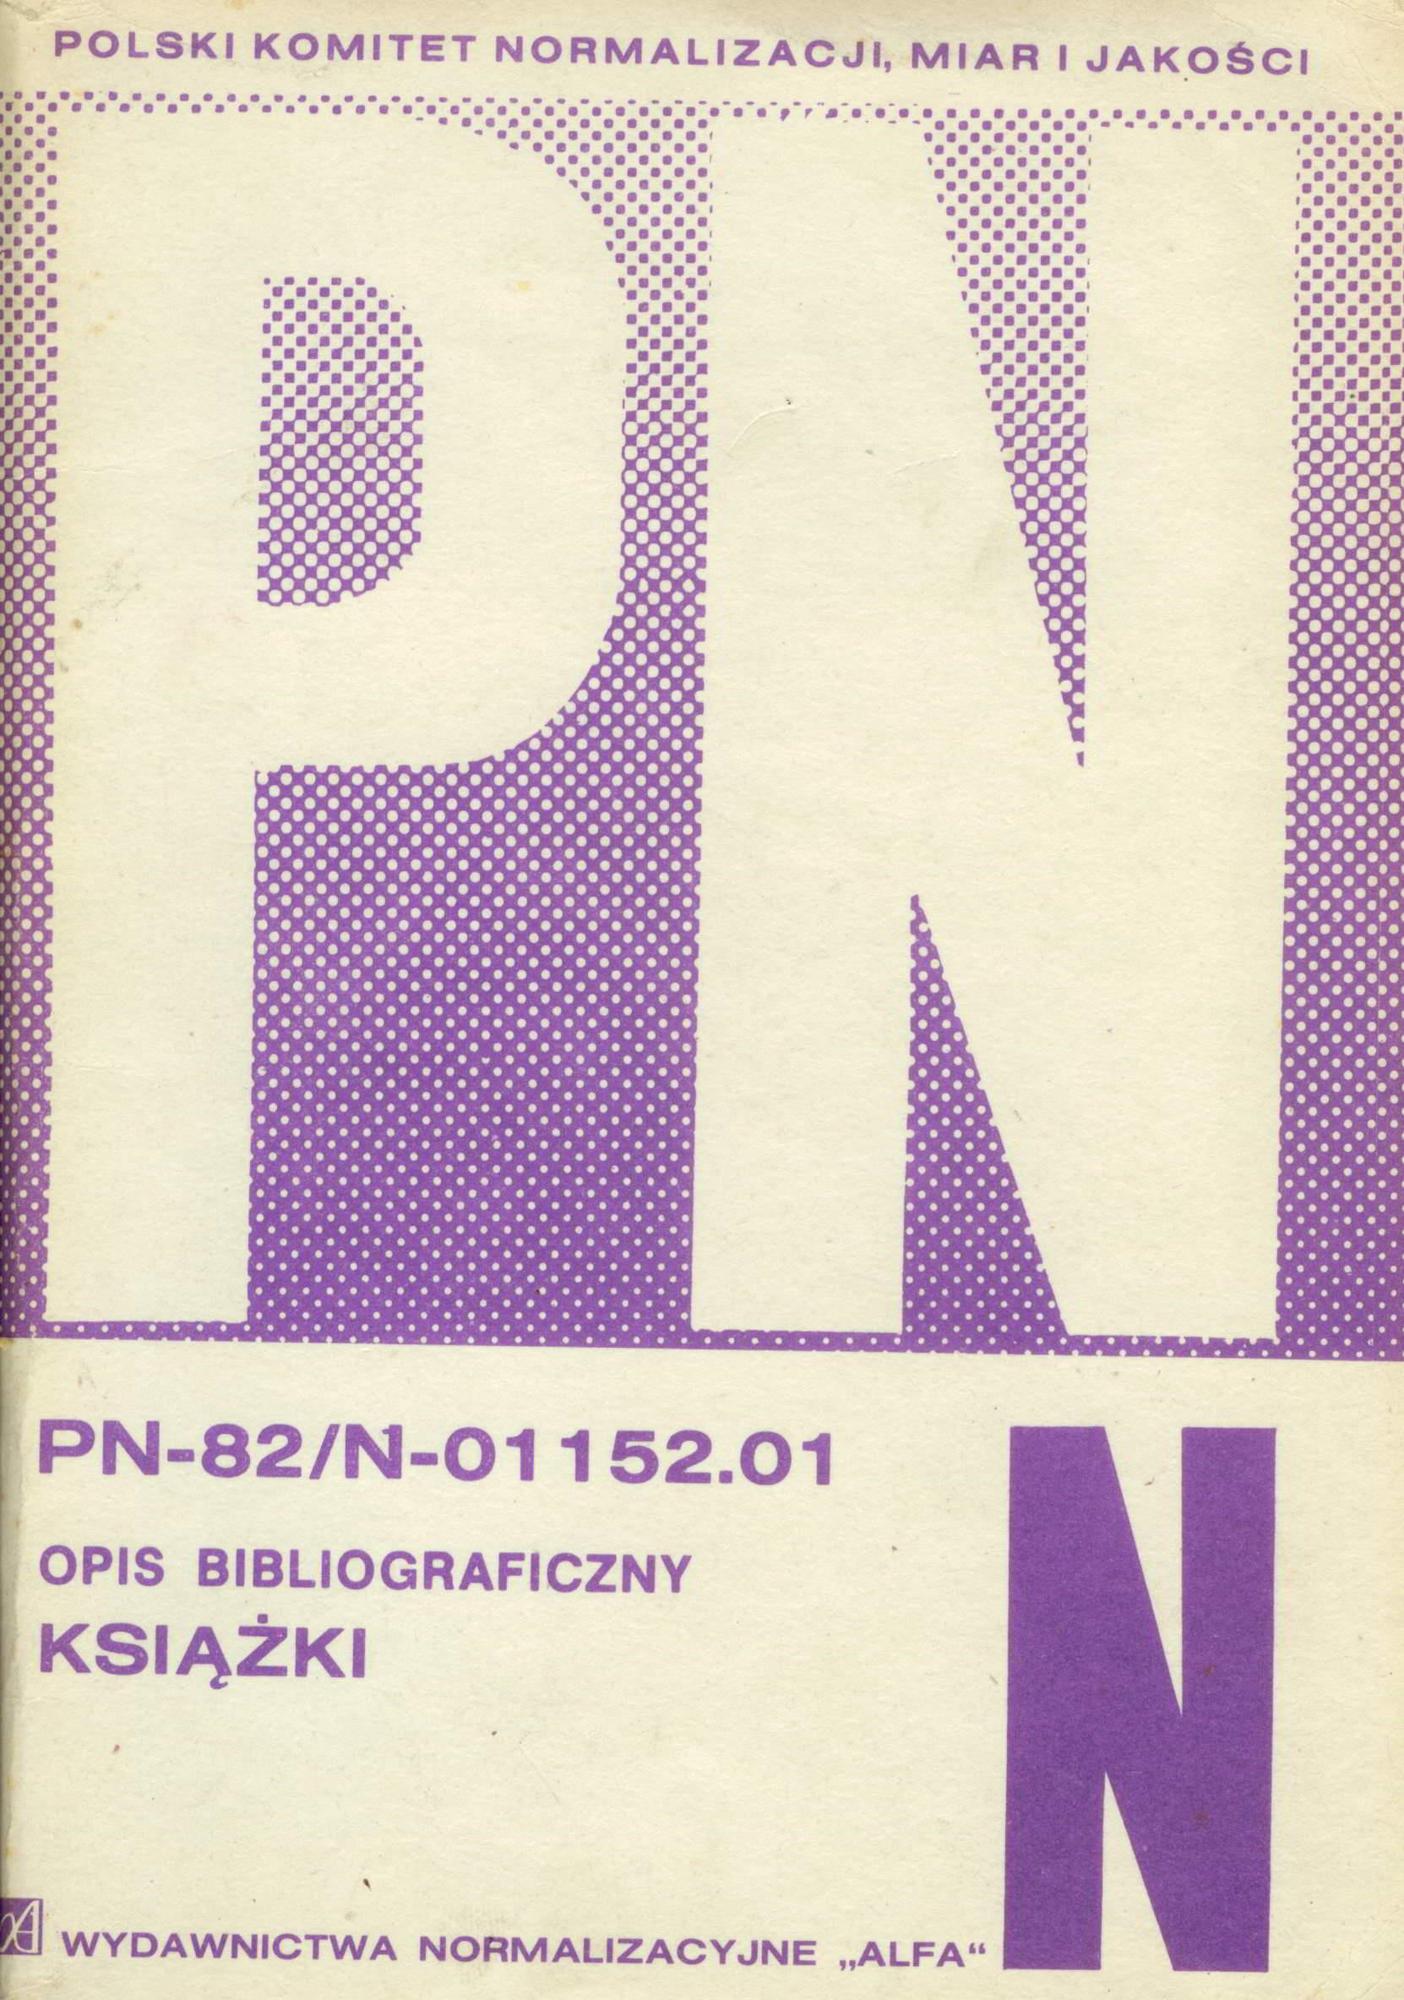 POLSKI KOMITET NORMALIZACJI, MIAR I JAKOŚCI
PN
PN-82/N-01152.01
OPIS BIBLIOGRAFICZNY
KSIĄŻKI
N
WYDAWNICTWA NORMALIZACYJNE „ALFA“